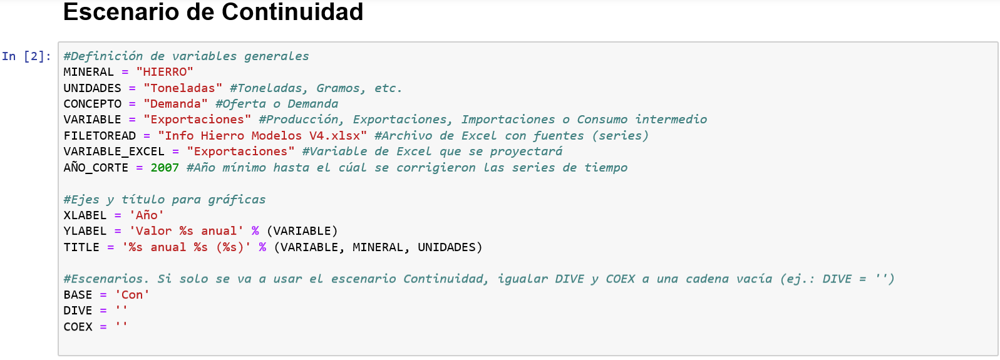 Escenario de Continuidad
In [2]:
#Definición de variables generales
MINERAL = "HIERRO"
UNIDADES = "Toneladas" #Toneladas, Gramos, etc.
CONCEPTO = "Demanda" #Oferta o Demanda
VARIABLE = "Exportaciones" #Producción, Exportaciones, Importaciones o Consumo intermedio
FILETOREAD = "Info Hierro Modelos V4.xlsx" #Archivo de Excel con fuentes (series)
VARIABLE_EXCEL = "Exportaciones" #Variable de Excel que se proyectará
AÑO_CORTE = 2007 #Año mínimo hasta el cúal se corrigieron las series de tiempo
#Ejes y título para gráficas
XLABEL = 'Año'
YLABEL = 'Valor %s anual' % (VARIABLE)
TITLE = '%s anual %s (%s)' % (VARIABLE, MINERAL, UNIDADES)
#Escenarios. Si solo se va a usar el escenario Continuidad, igualar DIVE y COEX a una cadena vacía (ej.: DIVE = '')
BASE = 'Con'
DIVE = ''
COEX = ''